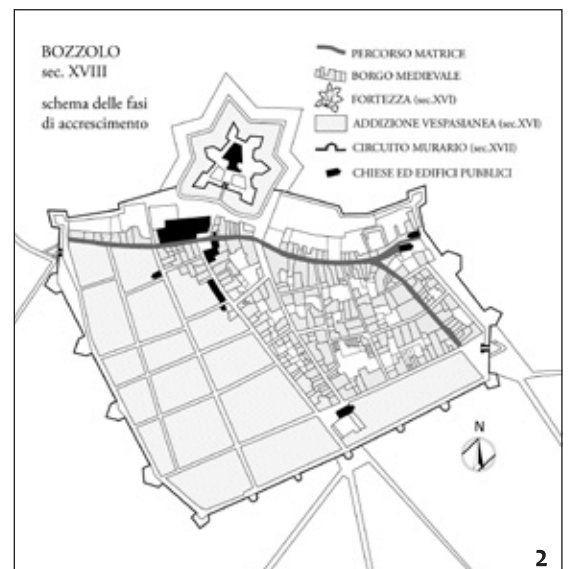 BOZZOLO
sec. XVIII
schema delle fasi
di accrescimento
PERCORSO MATRICE
BORGO MEDIEVALE
FORTEZZA (sec.XVI)
ADDIZIONE VESPASIANEA (sec.XVI)
CIRCUITO MURARIO (sec.XVII)
CHIESE ED EDIFICI PUBBLICI
N
2